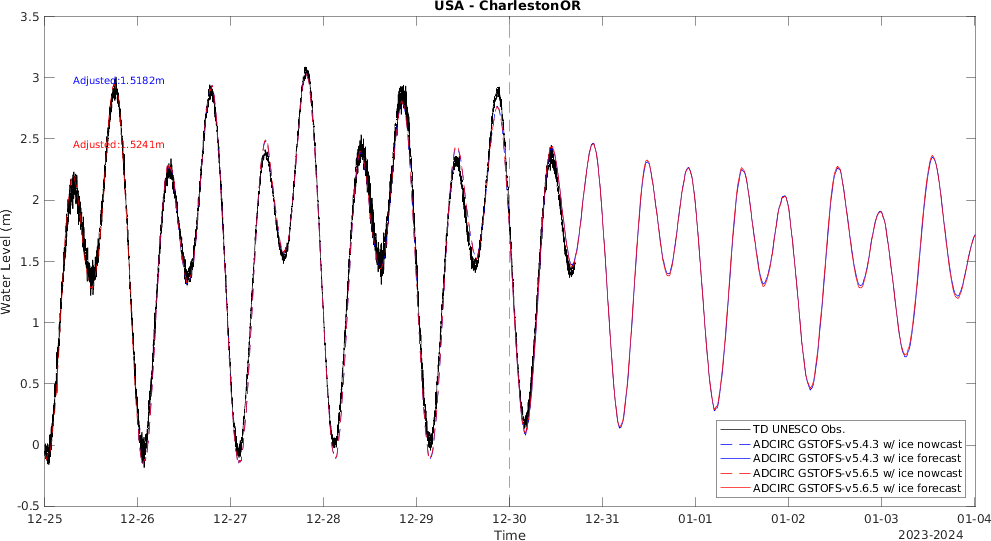 USA - CharlestonOR
3.5
3
2.5
2
1.5
1
0.5
0
-0.5
Water Level (m)
Adjusted:1.5182m
Adjusted:1.5241m
TD UNESCO Obs.
ADCIRC GSTOFS-v5.4.3 w/ ice nowcast
ADCIRC GSTOFS-v5.4.3 w/ ice forecast
ADCIRC GSTOFS-v5.6.5 w/ ice nowcast
ADCIRC GSTOFS-v5.6.5 w/ ice forecast
12-25 12-26 12-27 12-28 12-29 12-30 12-31 01-01 01-02 01-03 01-04
Time
2023-2024